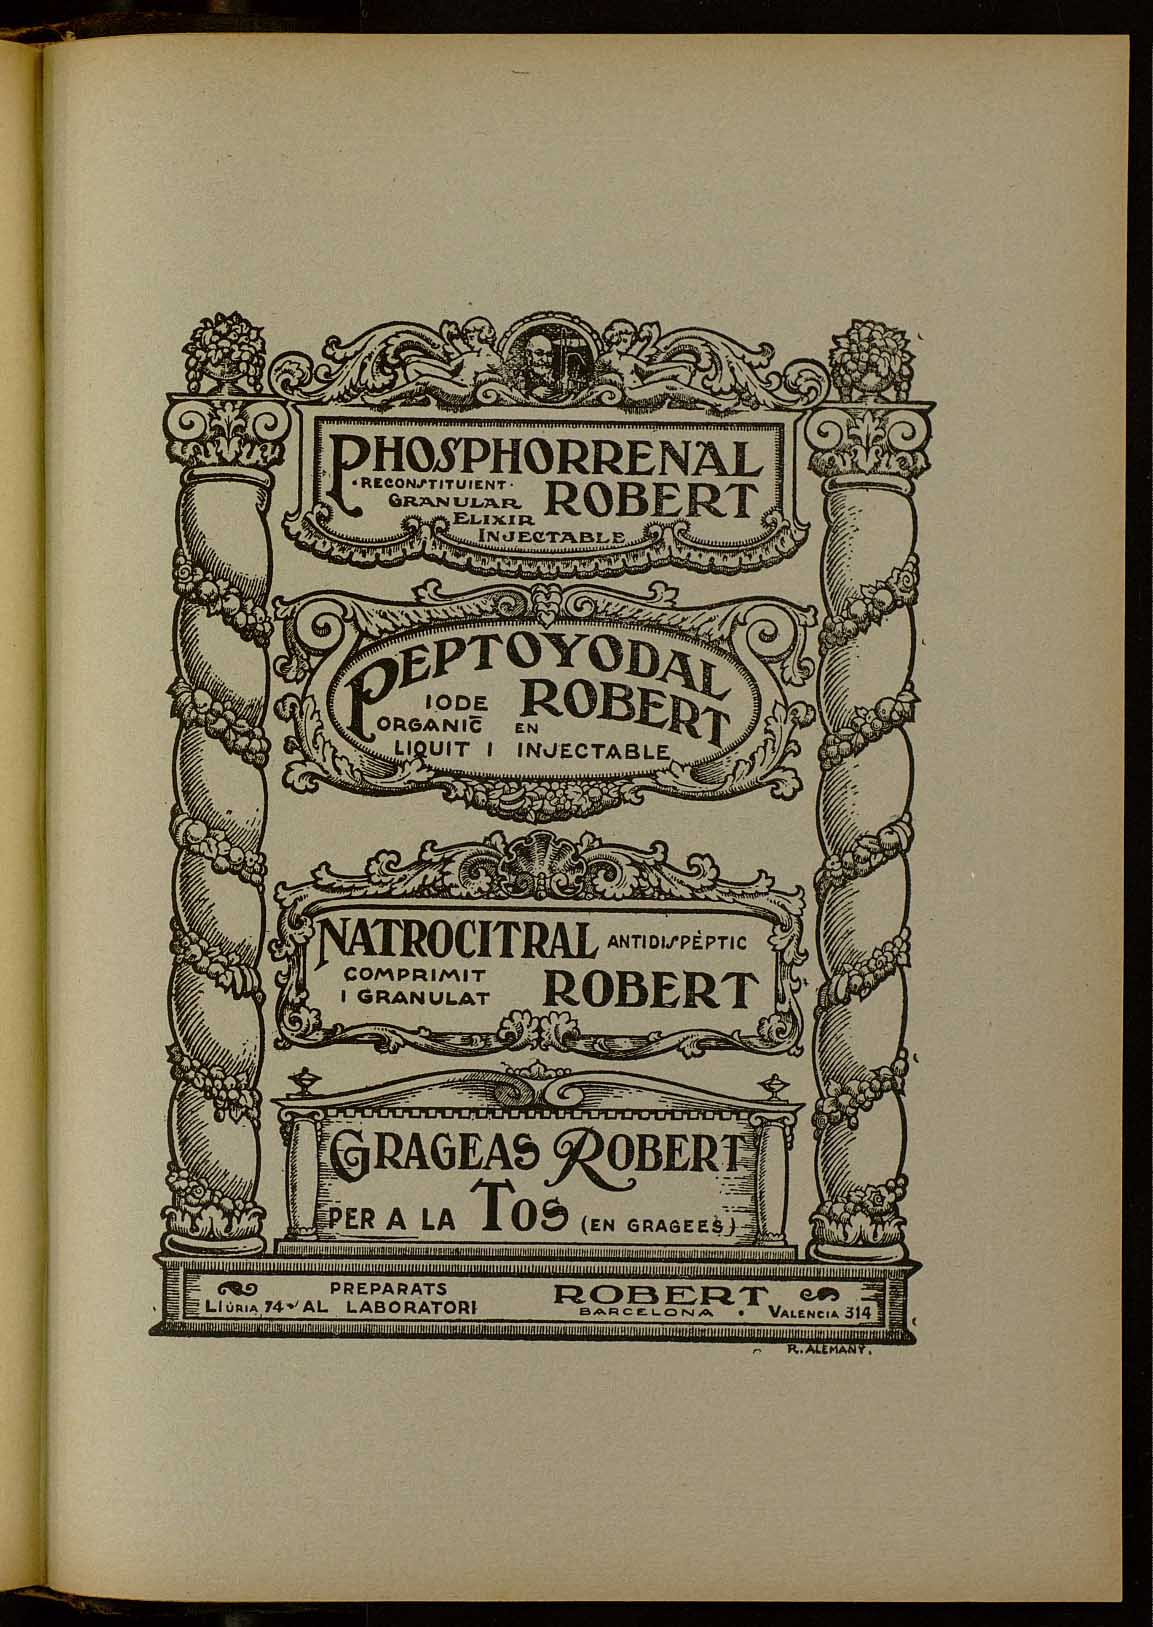 PHOSPHORRENAL
·RECONSTITUIENT· ROBERT
GRANULAR
ELIXIR
INJECTABLE
PEPTOYODAL
IODE ROBERT
ORGANIC EN
LIQUIT I INJECTABLE
NATROCITRAL ANTIDISPÈPTIC
COMPRIMIT ROBERT
I GRANULAT
GRAGEAS ROBERT
PER A LA TOS (EN GRAGEES)
PREPARATS ROBERT
Llúria, 74 AL LABORATORI BARCELONA · VALENCIA 314
R. ALEMANY.